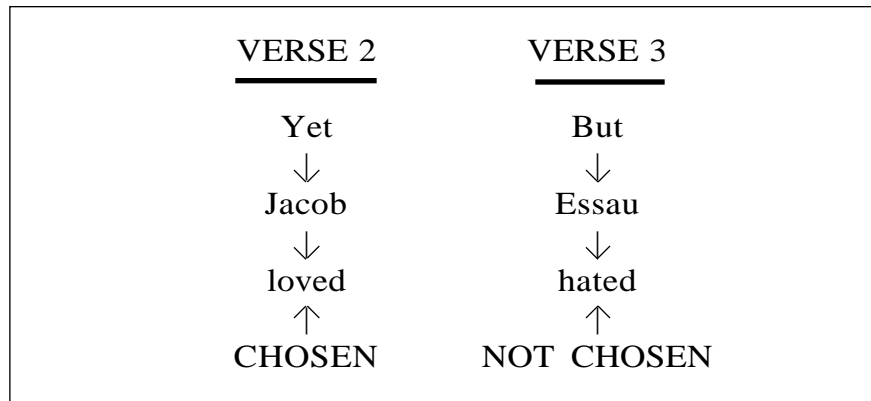 VERSE 2 VERSE 3
Yet But
Jacob Essau
loved hated
CHOSEN NOT CHOSEN